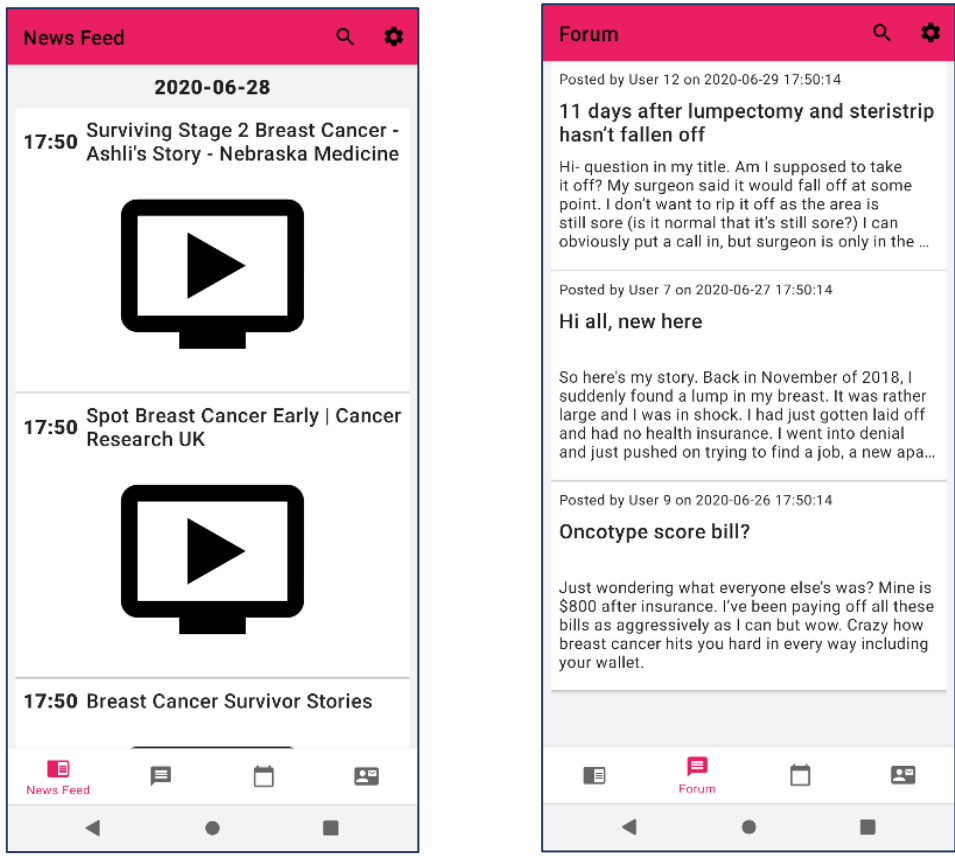 News Feed
2020-06-28
17:50 Surviving Stage 2 Breast Cancer -
Ashli's Story - Nebraska Medicine
17:50 Spot Breast Cancer Early | Cancer
Research UK
17:50 Breast Cancer Survivor Stories
News Feed
Forum
Posted by User 12 on 2020-06-29 17:50:14
11 days after lumpectomy and steristrip
hasn't fallen off
Hi- question in my title. Am I supposed to take
it off? My surgeon said it would fall off at some
point. I don't want to rip it off as the area is
still sore (is it normal that it's still sore?) I can
obviously put a call in, but surgeon is only in the ...
Posted by User 7 on 2020-06-27 17:50:14
Hi all, new here
So here's my story. Back in November of 2018, I
suddenly found a lump in my breast. It was rather
large and I was in shock. I had just gotten laid off
and had no health insurance. I went into denial
and just pushed on trying to find a job, a new apa...
Posted by User 9 on 2020-06-26 17:50:14
Oncotype score bill?
Just wondering what everyone else's was? Mine is
$800 after insurance. I've been paying off all these
bills as aggressively as I can but wow. Crazy how
breast cancer hits you hard in every way including
your wallet.
Forum